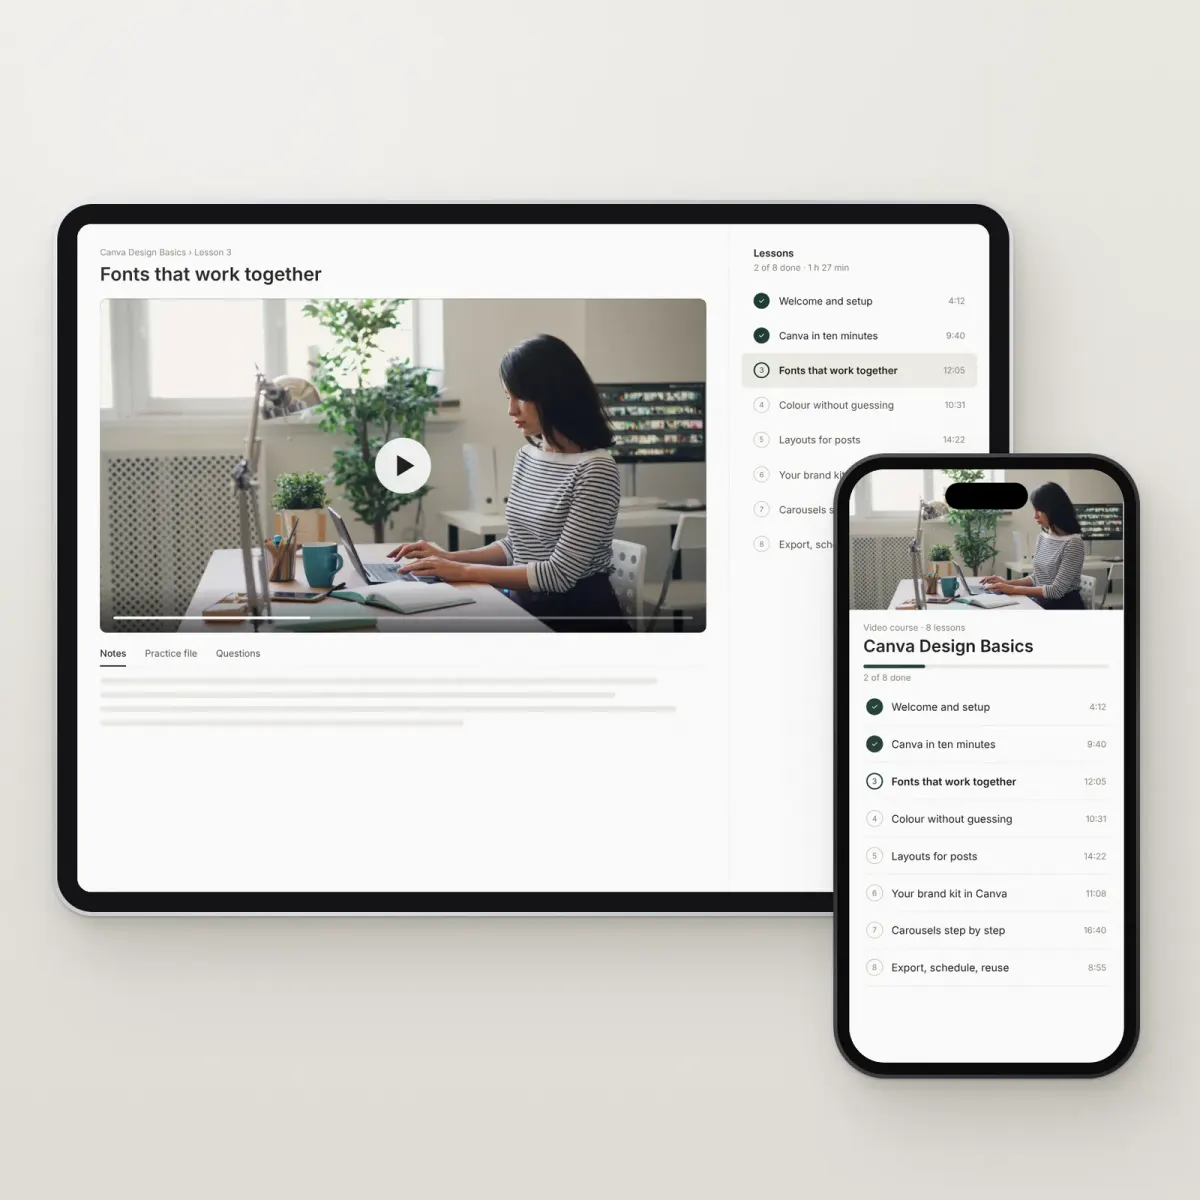 Canva Design Basics › Lesson 3
Fonts that work together
Notes
Practice file
Questions
Lessons
2 of 8 done · 1 h 27 min
Welcome and setup 4:12
Canva in ten minutes 9:40
3 Fonts that work together 12:05
4 Colour without guessing 10:31
5 Layouts for posts 14:22
6 Your brand kit
7 Carousels s
8 Export, sch
Video course · 8 lessons
Canva Design Basics
2 of 8 done
Welcome and setup 4:12
Canva in ten minutes 9:40
3 Fonts that work together 12:05
4 Colour without guessing 10:31
5 Layouts for posts 14:22
6 Your brand kit in Canva 11:08
7 Carousels step by step 16:40
8 Export, schedule, reuse 8:55